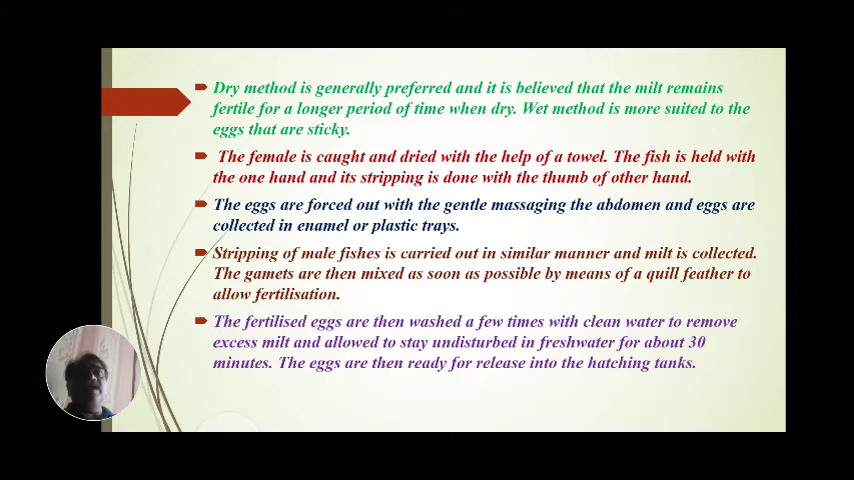 Dry method is generally preferred and it is believed that the milt remains
fertile for a longer period of time when dry. Wet method is more suited to the
eggs that are sticky.
The female is caught and dried with the help of a towel. The fish is held with
the one hand and its stripping is done with the thumb of other hand.
The eggs are forced out with the gentle massaging the abdomen and eggs are
collected in enamel or plastic trays.
Stripping of male fishes is carried out in similar manner and milt is collected.
The gamets are then mixed as soon as possible by means of a quill feather to
allow fertilisation.
The fertilised eggs are then washed a few times with clean water to remove
excess milt and allowed to stay undisturbed in freshwater for about 30
minutes. The eggs are then ready for release into the hatching tanks.